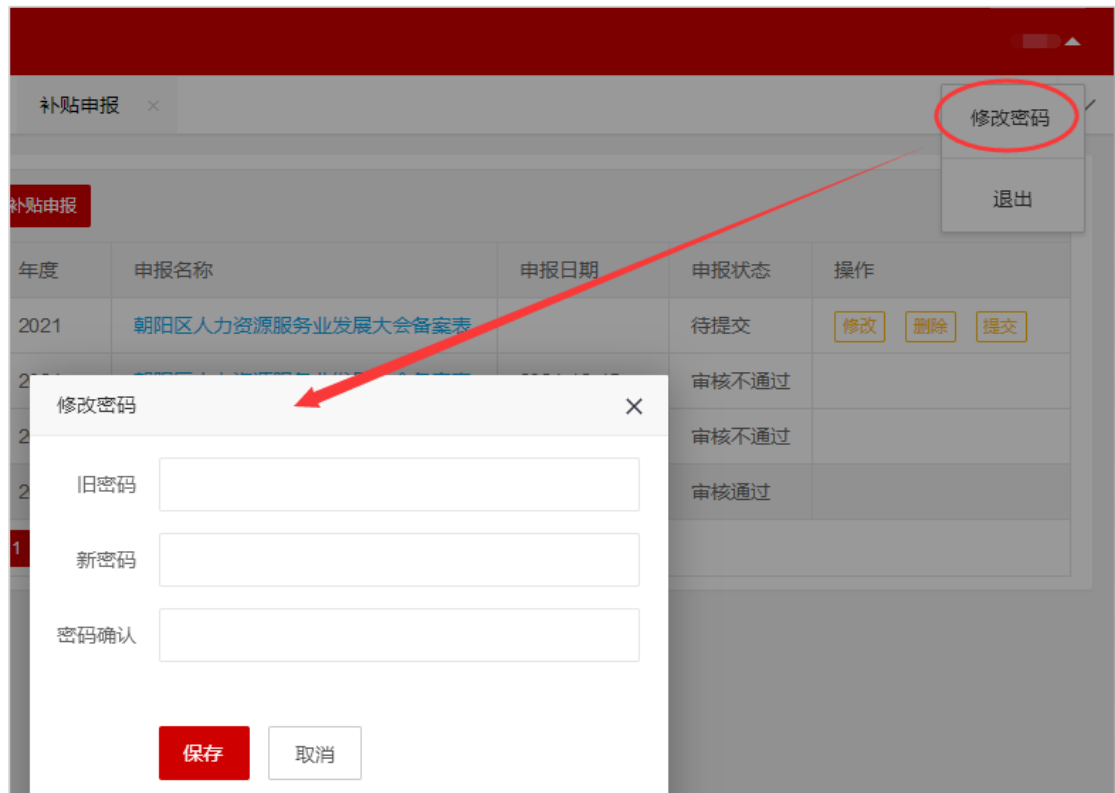 补贴申报
修改密码
退出
补贴申报
年度 申报名称 申报日期 申报状态 操作
2021 朝阳区人力资源服务业发展大会备案表 待提交 修改 删除 提交
审核不通过
修改密码
审核不通过
旧密码
审核通过
1
新密码
密码确认
保存 取消